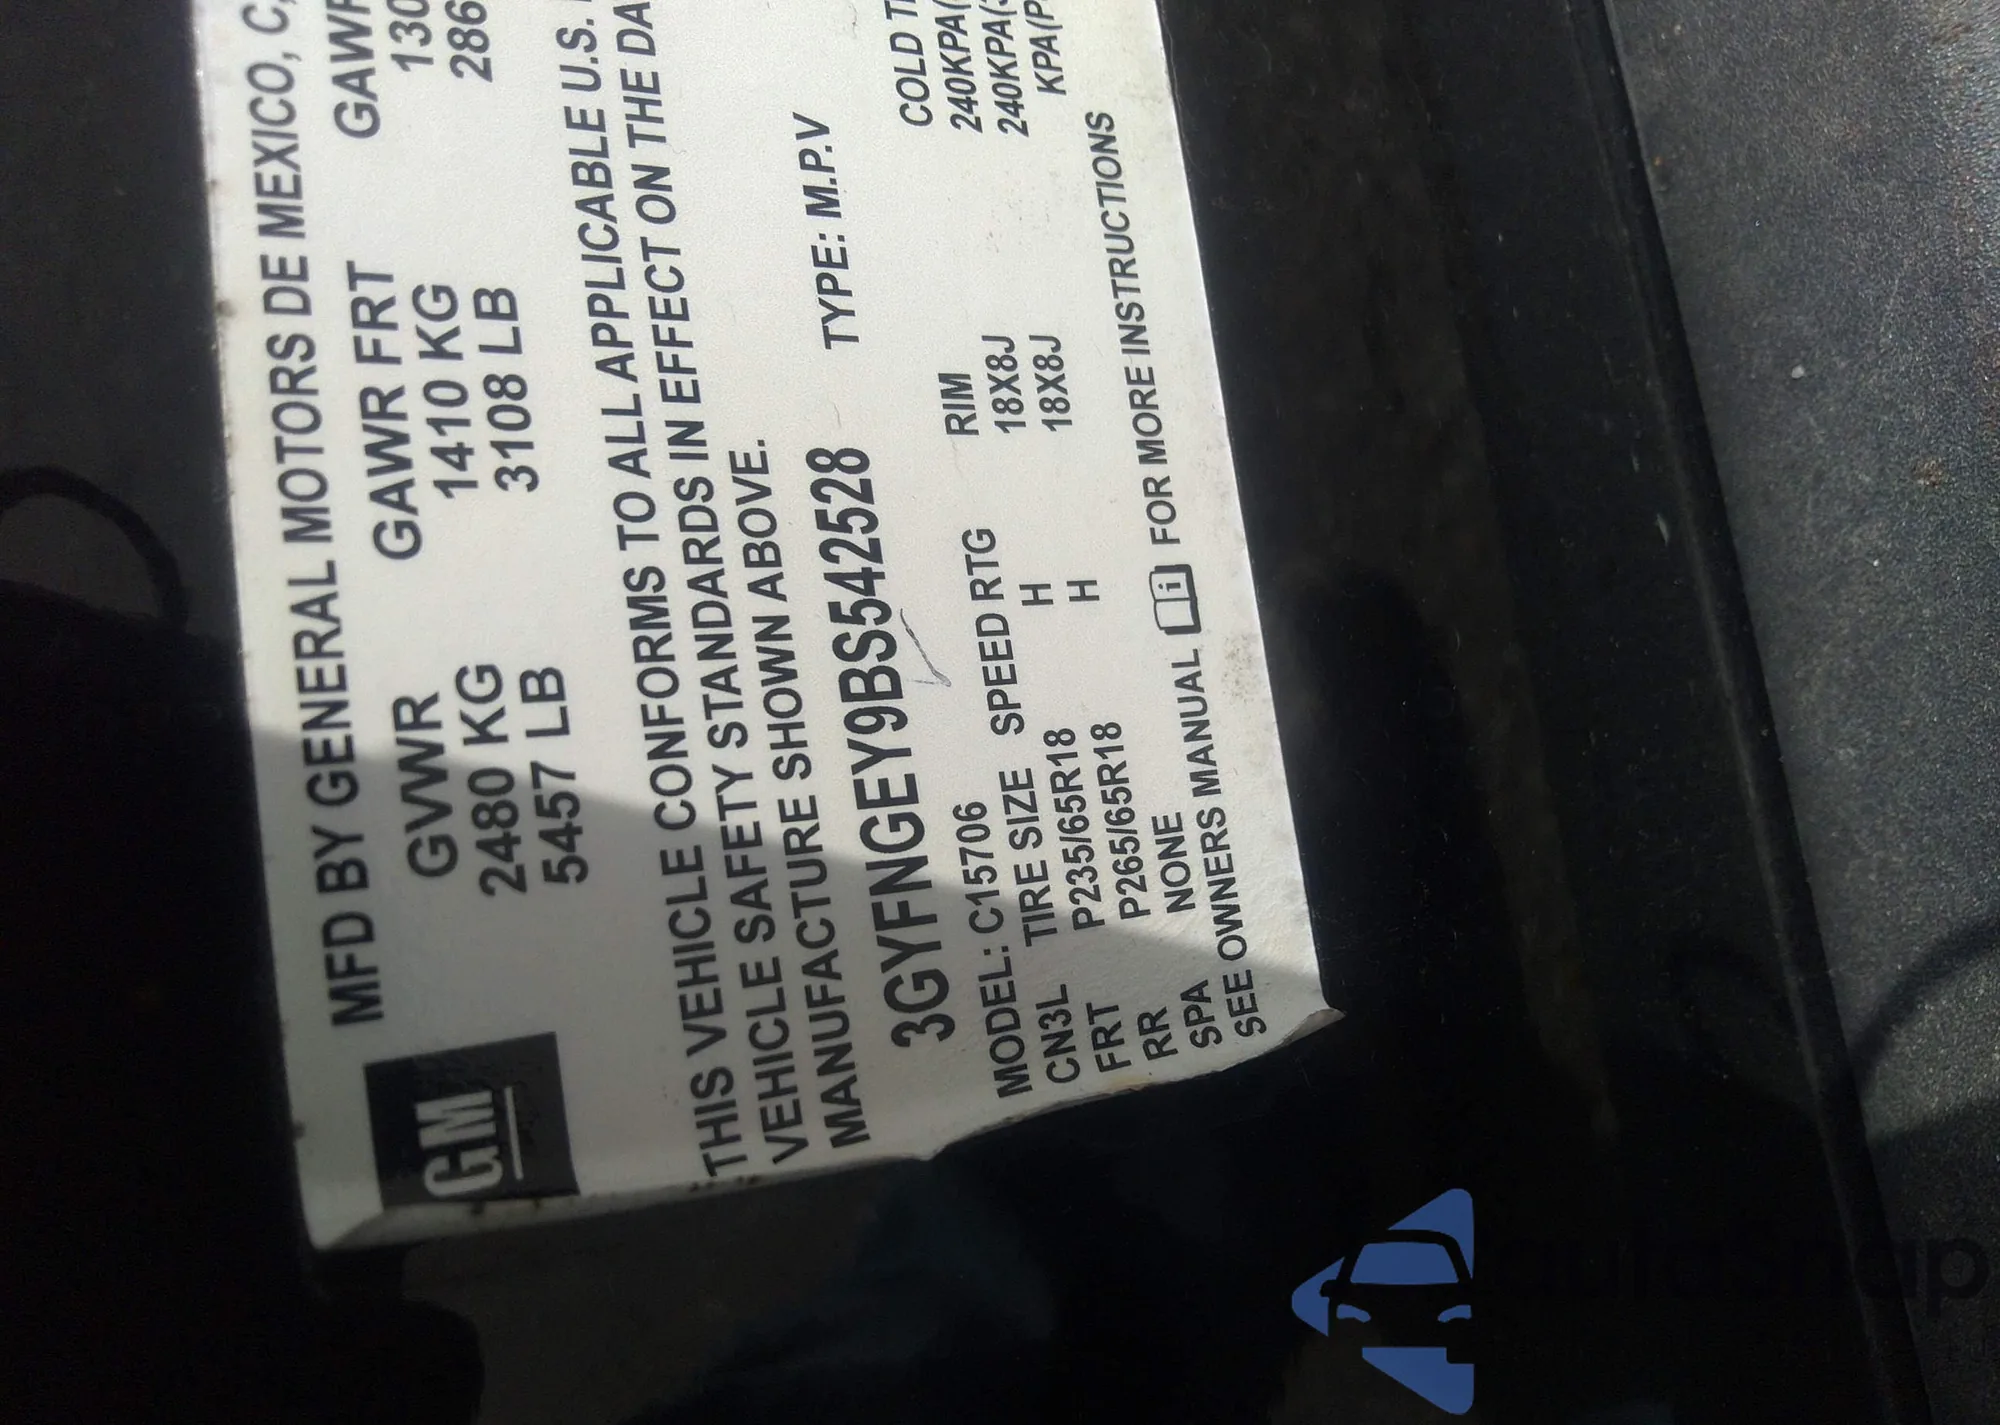 GM
MFD BY GENERAL MOTORS DE MEXICO, C,
GVWR GAWR FRT GAWR
2480 KG 1410 KG 130
5457 LB 3108 LB 286
THIS VEHICLE CONFORMS TO ALL APPLICABLE U.S.
VEHICLE SAFETY STANDARDS IN EFFECT ON THE DA
MANUFACTURE SHOWN ABOVE.
3GYFNGEY9BS542528 TYPE: M.P.V
MODEL: C15706
CN3L TIRE SIZE SPEED RTG RIM COLD TI
FRT P235/65R18 H 18X8J 240KPA(
RR P265/65R18 H 18X8J 240KPA(
SPA NONE KPA(P
SEE OWNERS MANUAL i FOR MORE INSTRUCTIONS